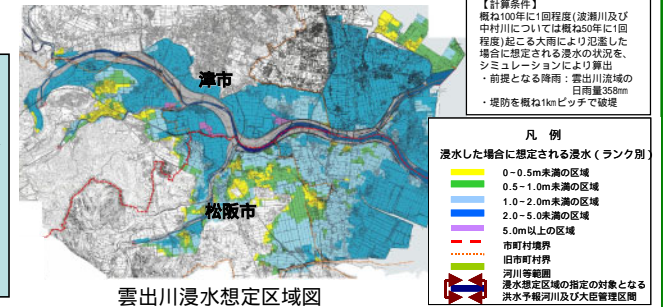 【計算条件】
概ね100年に1回程度(波瀬川及び
中村川については概ね50年に1回
程度)起こる大雨により氾濫した
場合に想定される浸水の状況を、
シミュレーションにより算出
・前提となる降雨：雲出川流域の
日雨量358mm
・堤防を概ね1kmピッチで破堤
津市
松阪市
凡 例
浸水した場合に想定される浸水(ランク別)
0-0.5m未満の区域
0.5-1.0m未満の区域
1.0-2.0m未満の区域
2.0-5.0m未満の区域
5.0m以上の区域
市町村境界
旧市町村界
河川等範囲
浸水想定区域の指定の対象となる
洪水予報河川及び大臣管理区間
雲出川浸水想定区域図